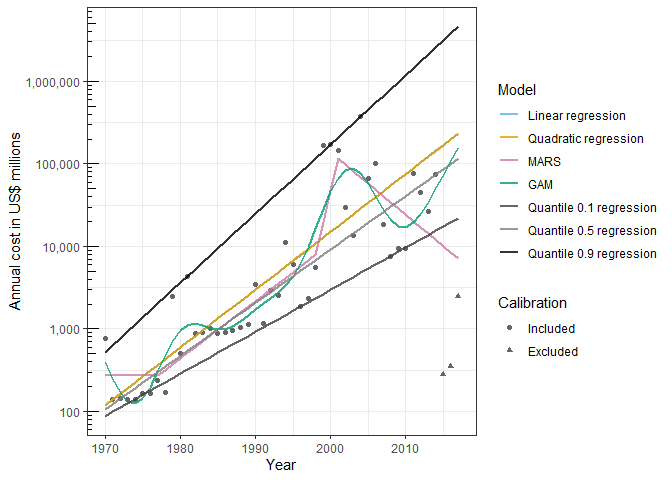 1,000,000
100,000
10,000
1,000
100
Annual cost in US$ millions
1970
1980
1990
2000
2010
Year
Model
Linear regression
Quadratic regression
MARS
GAM
Quantile 0.1 regression
Quantile 0.5 regression
Quantile 0.9 regression
Calibration
Included
Excluded